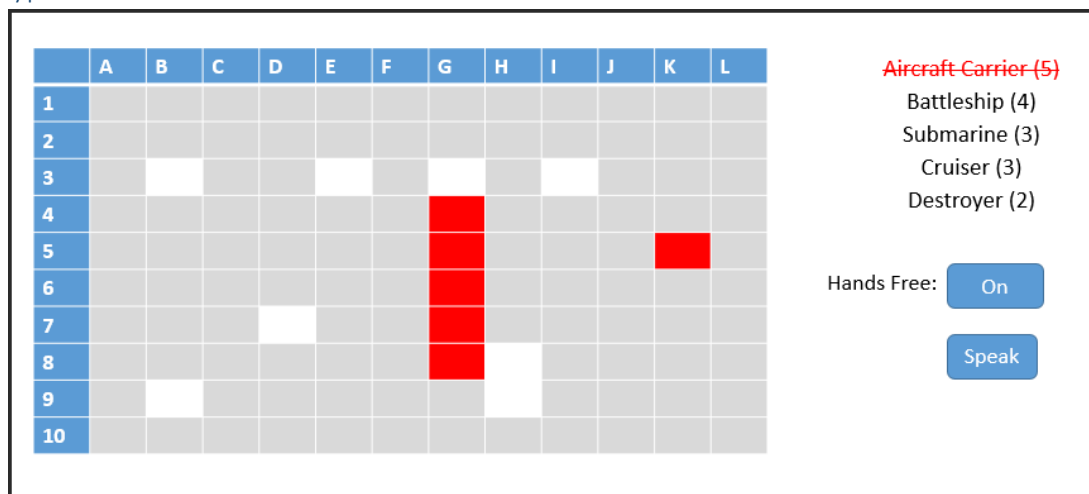 A B C D E F G H I J K L
1
2
3
4
5
6
7
8
9
10
Aircraft Carrier (5)
Battleship (4)
Submarine (3)
Cruiser (3)
Destroyer (2)
Hands Free: On
Speak